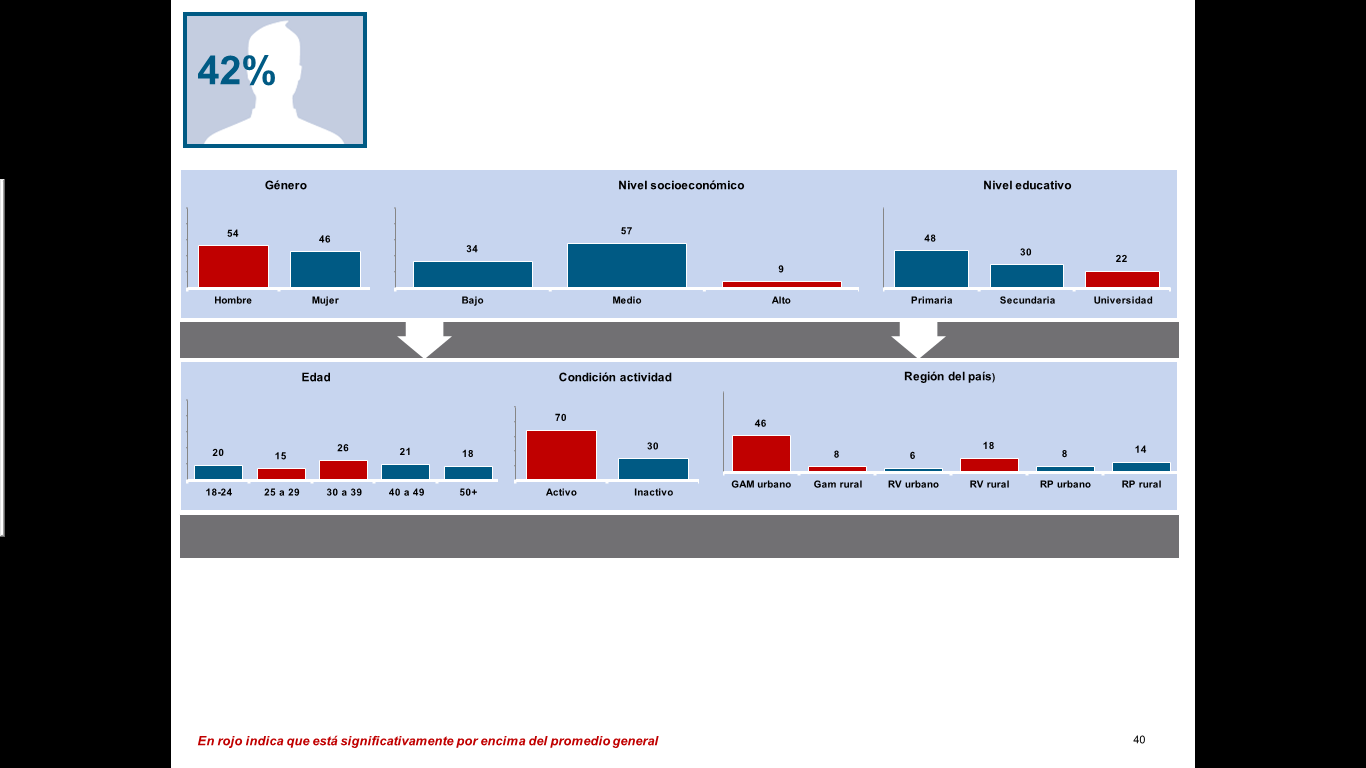 42%
Género
54
46
Hombre
Mujer
Nivel socioeconómico
34
57
9
Bajo
Medio
Alto
Nivel educativo
48
30
22
Primaria
Secundaria
Universidad
Edad
20
15
26
21
18
18-24
25 a 29
30 a 39
40 a 49
50+
Condición actividad
70
30
Activo
Inactivo
Región del país)
46
8
6
18
8
14
GAM urbano
Gam rural
RV urbano
RV rural
RP urbano
RP rural
En rojo indica que está significativamente por encima del promedio general
40